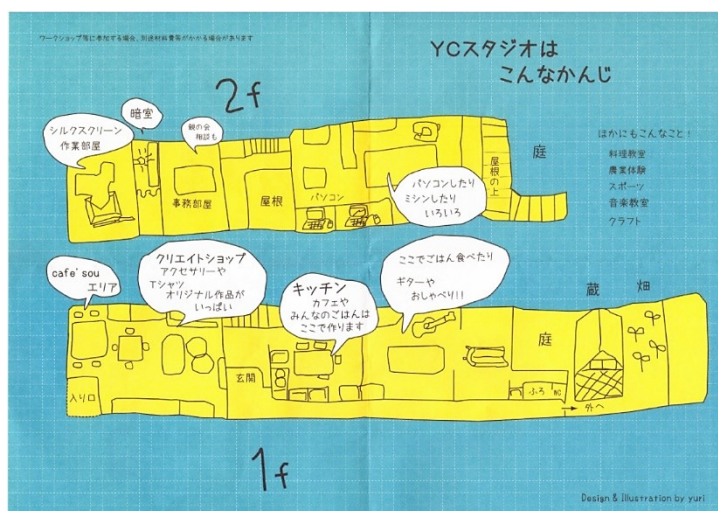 ワークショップ等に参加する場合、別途材料費等がかかる場合があります
YCスタジオは
こんなかんじ
2f
シルクスクリーン
作業部屋
暗室
親の会
相談も
事務部屋
屋根
パソコン
パソコンしたり
ミシンしたり
いろいろ
屋根の上
庭
ほかにもこんなこと!
料理教室
農業体験
スポーツ
音楽教室
クラフト
cafe'sou
エリア
クリエイトショップ
アクセサリーや
Tシャツ
オリジナル作品が
いっぱい
キッチン
カフェや
みんなのごはんは
ここで作ります
ここでごはん食べたり
ギターや
おしゃべり!!
蔵
畑
入り口
玄関
庭
ふろ
→外へ
1f
Design & Illustration by yuri